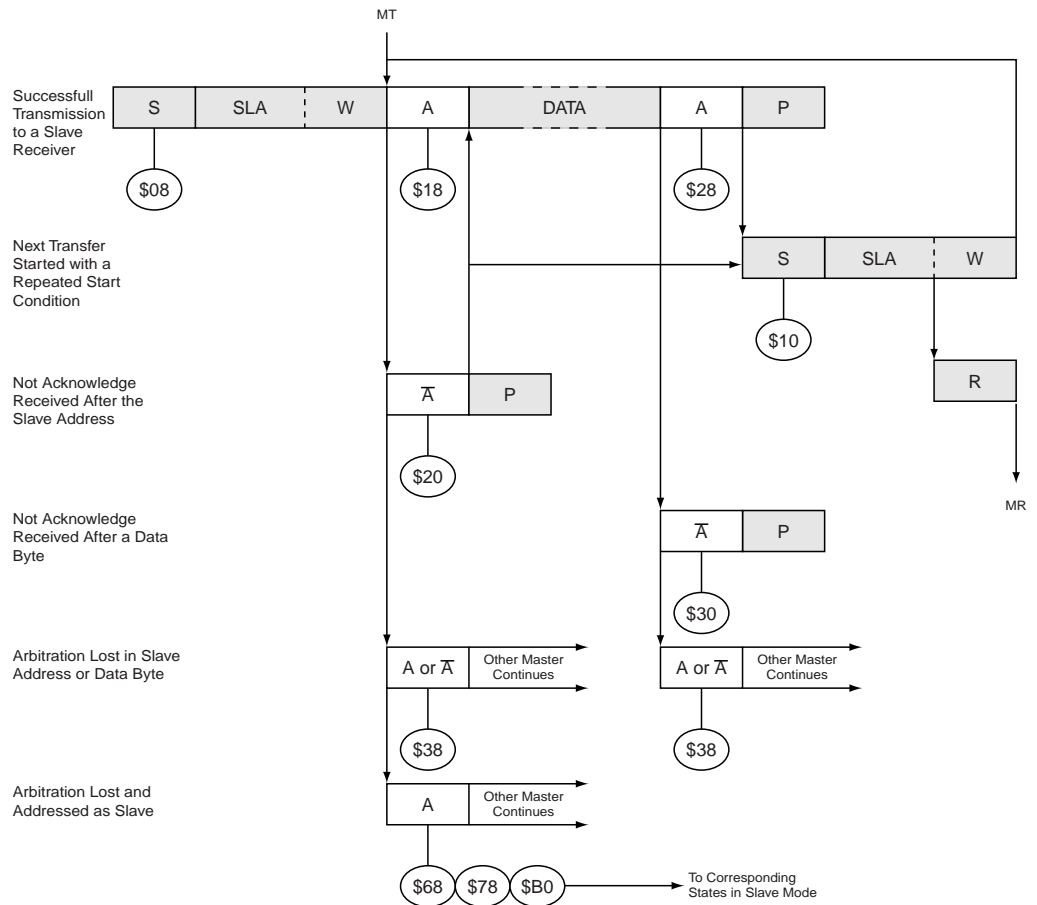 MT
Successfull
Transmission
to a Slave
Receiver
S SLA W A DATA A P
$08 $18 $28
Next Transfer
Started with a
Repeated Start
Condition
S SLA W
$10
Not Acknowledge
Received After the
Slave Address
A̅ P
R
$20
MR
Not Acknowledge
Received After a Data
Byte
A̅ P
$30
Arbitration Lost in Slave
Address or Data Byte
A or A̅
Other Master
Continues
A or A̅
Other Master
Continues
$38 $38
Arbitration Lost and
Addressed as Slave
A
Other Master
Continues
$68 $78 $B0
To Corresponding
States in Slave Mode